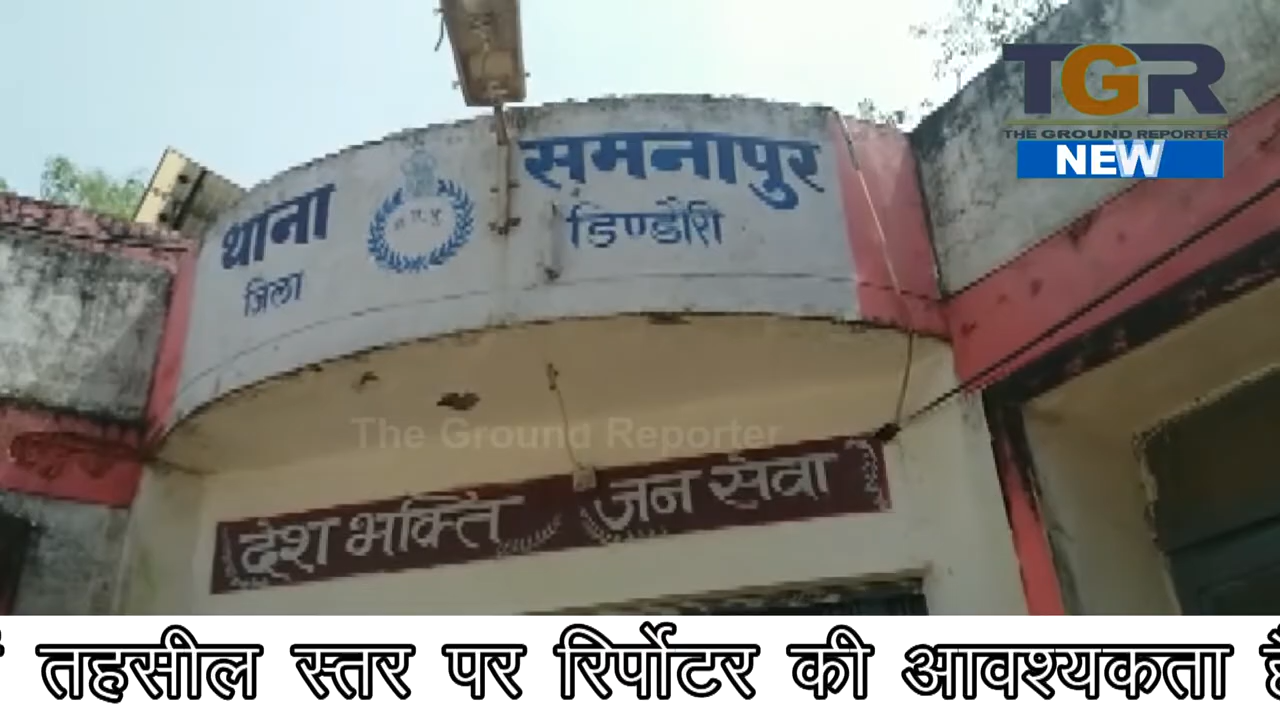 TGR
THE GROUND REPORTER
NEW
थाना समनापुर
जिला डिण्डोरी
The Ground Reporter
देश भक्ति जन सेवा
तहसील स्तर पर रिर्पोटर की आवश्यकता है